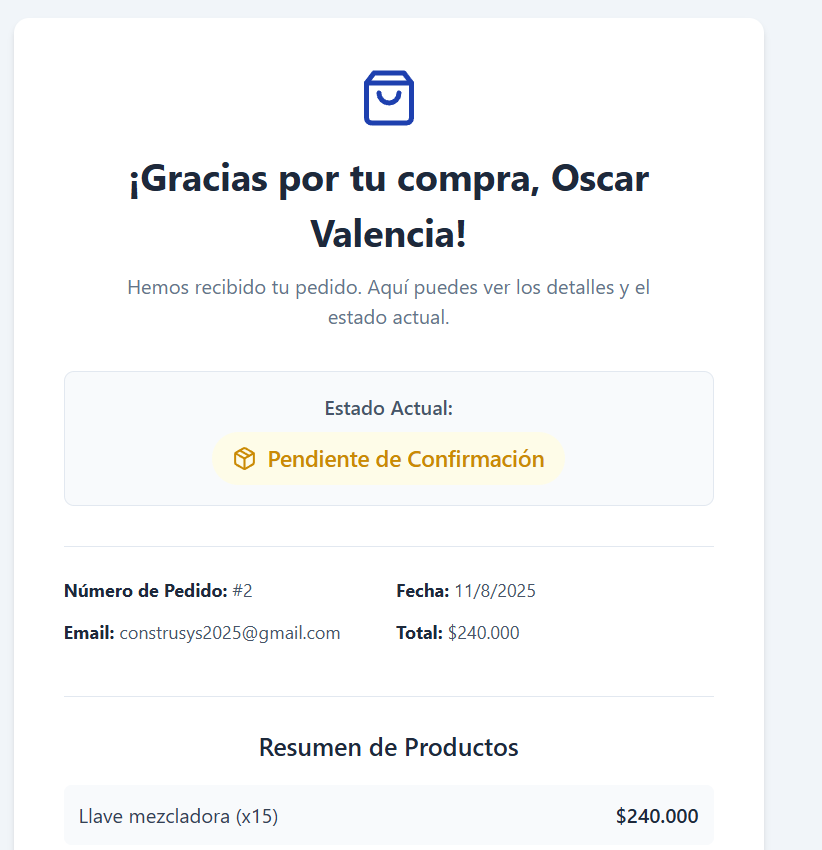 ¡Gracias por tu compra, Oscar
Valencia!
Hemos recibido tu pedido. Aquí puedes ver los detalles y el
estado actual.
Estado Actual:
Pendiente de Confirmación
Número de Pedido: #2
Fecha: 11/8/2025
Email: construsys2025@gmail.com
Total: $240.000
Resumen de Productos
Llave mezcladora (x15)
$240.000